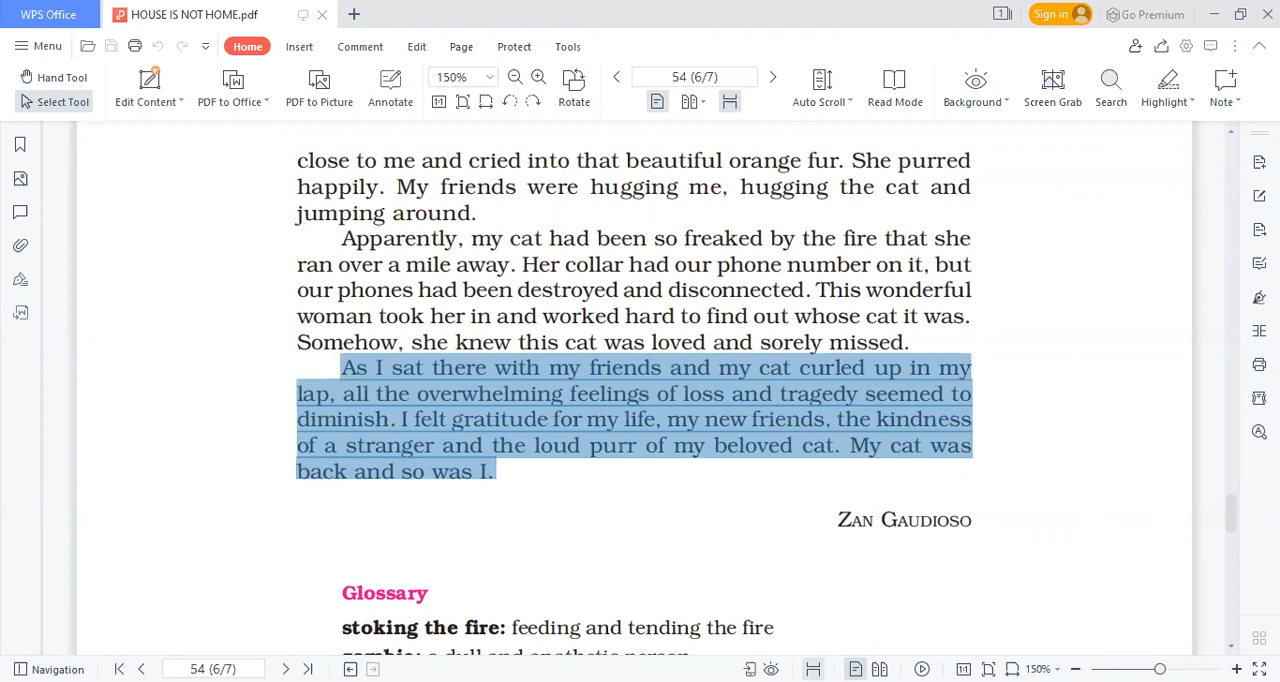 WPS Office
HOUSE IS NOT HOME.pdf
1
Sign in
Go Premium
Menu
Home
Insert
Comment
Edit
Page
Protect
Tools
Hand Tool
Select Tool
Edit Content
PDF to Office
PDF to Picture
Annotate
150%
Rotate
54 (6/7)
Auto Scroll
Read Mode
Background
Screen Grab
Search
Highlight
Note
close to me and cried into that beautiful orange fur. She purred
happily. My friends were hugging me, hugging the cat and
jumping around.
Apparently, my cat had been so freaked by the fire that she
ran over a mile away. Her collar had our phone number on it, but
our phones had been destroyed and disconnected. This wonderful
woman took her in and worked hard to find out whose cat it was.
Somehow, she knew this cat was loved and sorely missed.
As I sat there with my friends and my cat curled up in my
lap, all the overwhelming feelings of loss and tragedy seemed to
diminish. I felt gratitude for my life, my new friends, the kindness
of a stranger and the loud purr of my beloved cat. My cat was
back and so was I.
ZAN GAUDIOSO
Glossary
stoking the fire: feeding and tending the fire
zombie: a dull and apathetic person
Navigation
54 (6/7)
150%